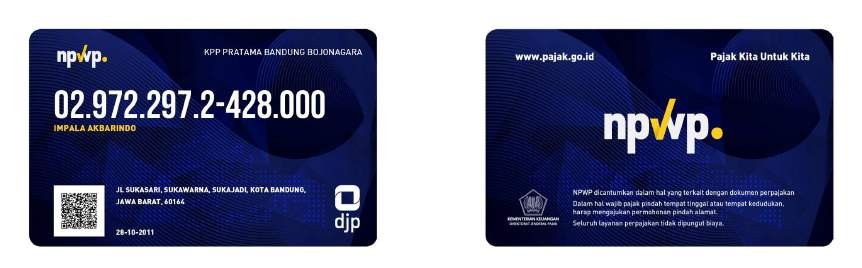 npwp.
KPP PRATAMA BANDUNG BOJONAGARA
02.972.297.2-428.000
IMPALA AKBARINDO
JL SUKASARI, SUKAWARNA, SUKAJADI, KOTA BANDUNG,
JAWA BARAT, 60164
28-10-2011
djp
www.pajak.go.id
Pajak Kita Untuk Kita
npwp.
NPWP dicantumkan dalam hal yang terkait dengan dokumen perpajakan
Dalam hal wajib pajak pindah tempat tinggal atau tempat kedudukan,
harap mengajukan permohonan pindah alamat.
Seluruh layanan perpajakan tidak dipungut biaya.
KEMENTERIAN KEUANGAN
DIREKTORAT JENDERAL PAJAK